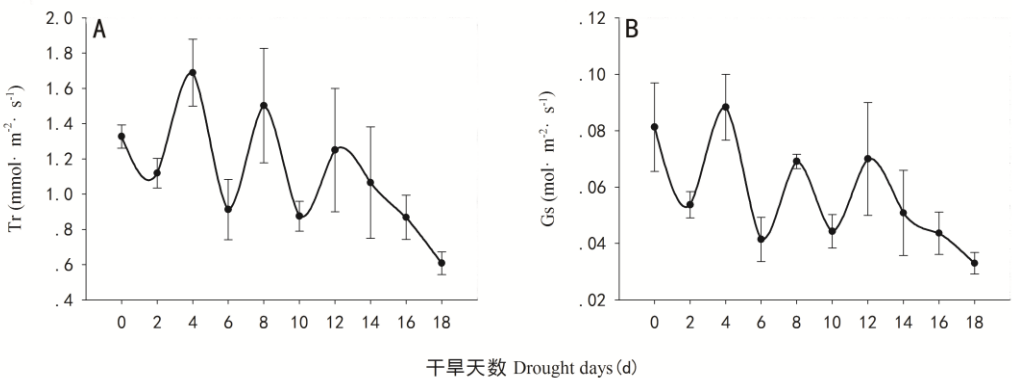 A
Tr (mmol· m⁻²· s⁻¹)
2.0
1.8
1.6
1.4
1.2
1.0
.8
.6
.4
0 2 4 6 8 10 12 14 16 18
B
Gs (mol· m⁻²· s⁻¹)
.12
.10
.08
.06
.04
.02
0 2 4 6 8 10 12 14 16 18
干旱天数 Drought days(d)